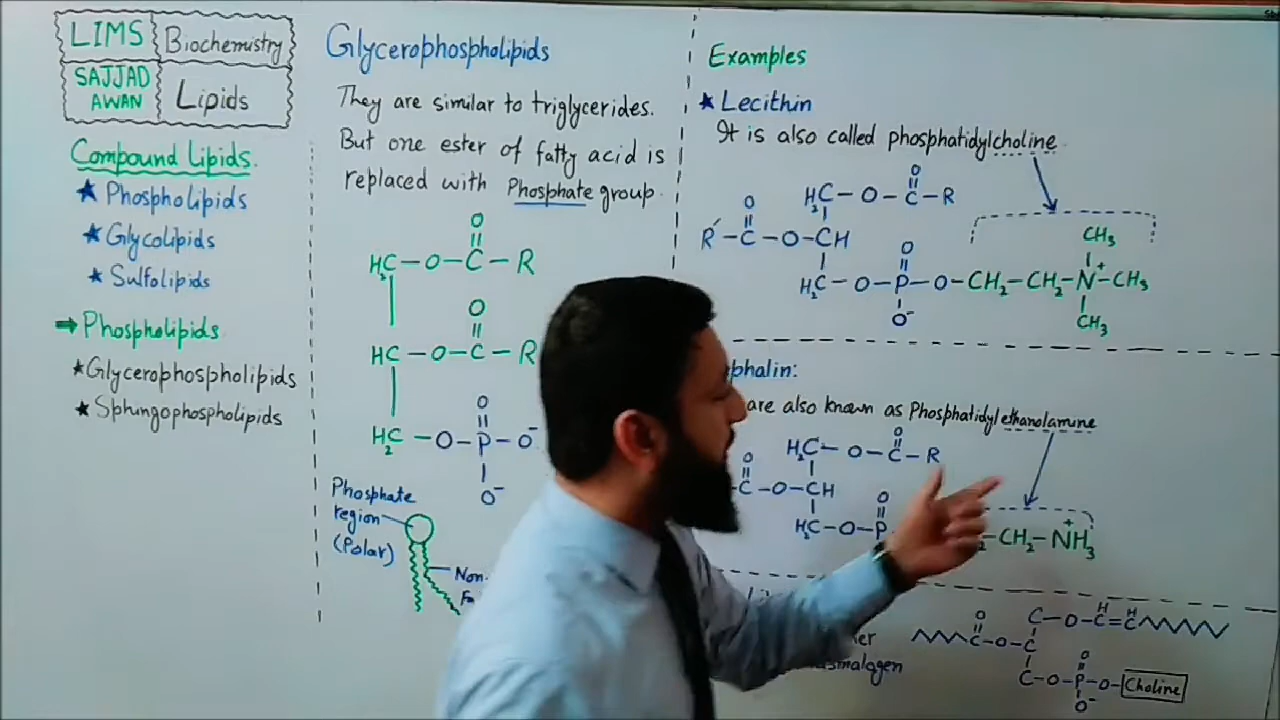 LIMS Biochemistry
SAJJAD AWAN Lipids
Compound Lipids.
★ Phospholipids
★ Glycolipids
★ Sulfolipids
➡ Phospholipids
★ Glycerophospholipids
★ Sphingophospholipids
Glycerophospholipids
They are similar to triglycerides.
But one ester of fatty acid is
replaced with Phosphate group.
O
H₂C – O – C – R
O
HC – O – C – R
O
H₂C – O – P – O⁻
O⁻
Phosphate
region
(Polar)
Non-
Examples
★ Lecithin
It is also called phosphatidylcholine
O
H₂C – O – C – R
O
R´ – C – O – CH
O
CH₃
H₂C – O – P – O – CH₂ – CH₂ – N⁺ – CH₃
O⁻
CH₃
phalin:
are also known as Phosphatidylethanolamine
O
H₂C – O – C – R
O
C – O – CH
O
H₂C – O – P
CH₂ – NH₃⁺
O
C – O – C = C
H H
C – O – C
O
C – O – P – O – Choline
O⁻
smalogen